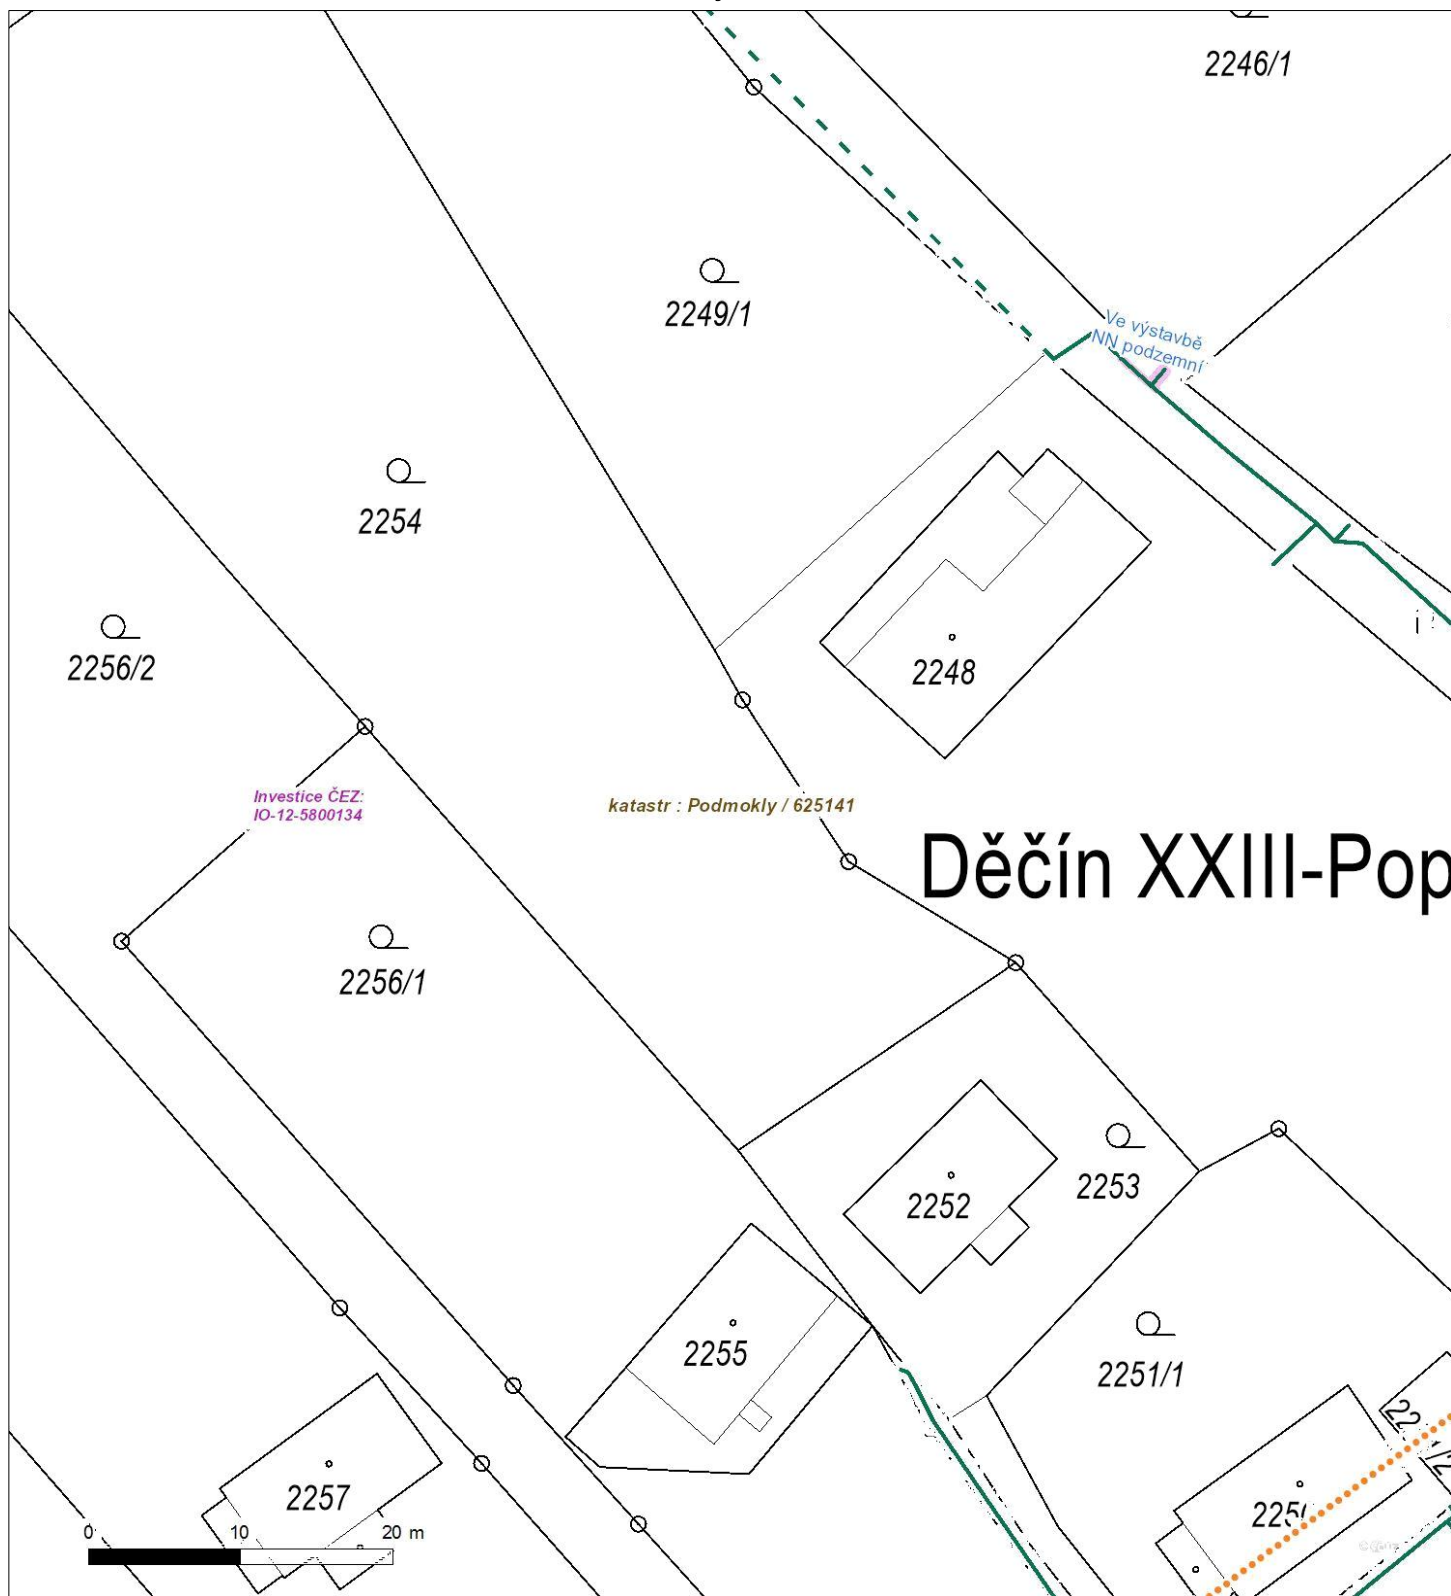 2246/1
2249/1
Ve výstavbě
NN podzemní
2254
2256/2
2248
Investice ČEZ:
IO-12-5800134
katastr : Podmokly / 625141
Děčín XXIII-Pop
2256/1
2253
2252
2255
2251/1
2257
0 10 20 m